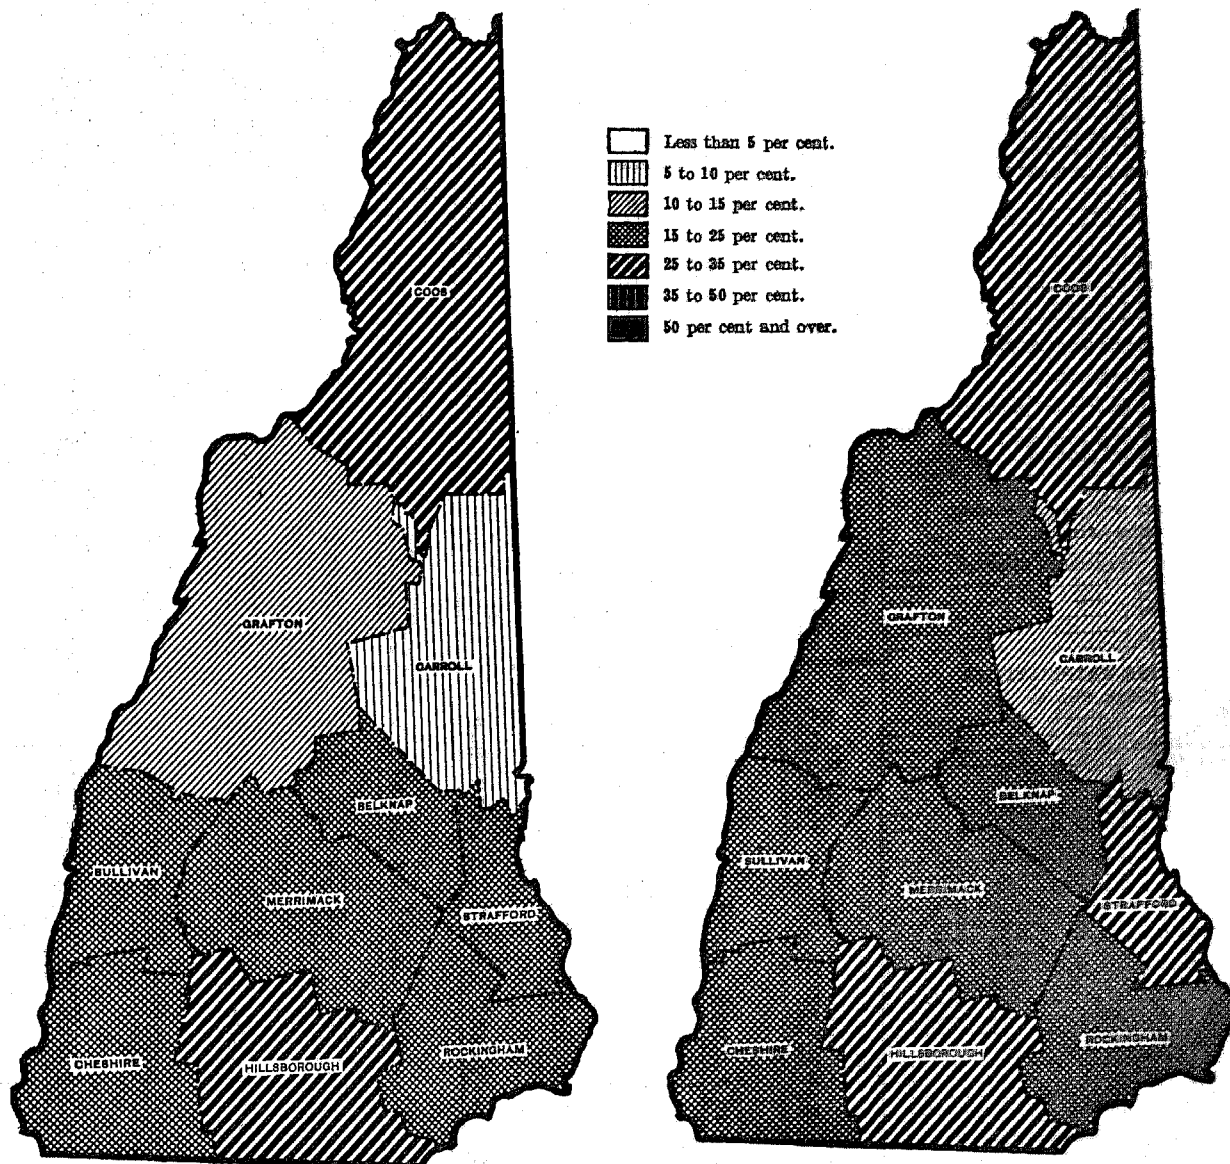 Less than 5 per cent.
5 to 10 per cent.
10 to 15 per cent.
15 to 25 per cent.
25 to 35 per cent.
35 to 50 per cent.
50 per cent and over.
COOS
GRAFTON
CARROLL
BELKNAP
SULLIVAN
MERRIMACK
STRAFFORD
ROCKINGHAM
CHESHIRE
HILLSBOROUGH
COOS
GRAFTON
CARROLL
BELKNAP
SULLIVAN
MERRIMACK
STRAFFORD
ROCKINGHAM
CHESHIRE
HILLSBOROUGH